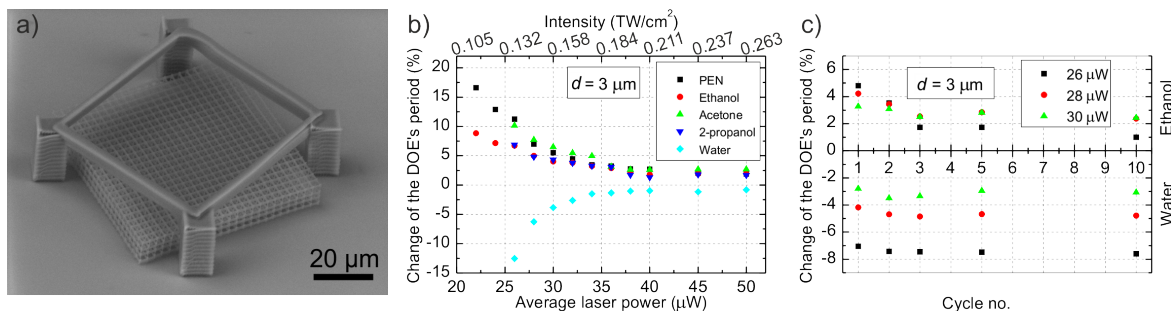 a)
20 μm
b)
Intensity (TW/cm²)
0.105 0.132 0.158 0.184 0.211 0.237 0.263
Change of the DOE's period (%)
20
15
10
5
0
-5
-10
-15
d = 3 μm
PEN
Ethanol
Acetone
2-propanol
Water
20 25 30 35 40 45 50
Average laser power (μW)
c)
Change of the DOE's period (%)
6
4
2
0
-2
-4
-6
-8
d = 3 μm
26 μW
28 μW
30 μW
0 1 2 3 4 5 6 7 8 9 10
Ethanol
Water
Cycle no.